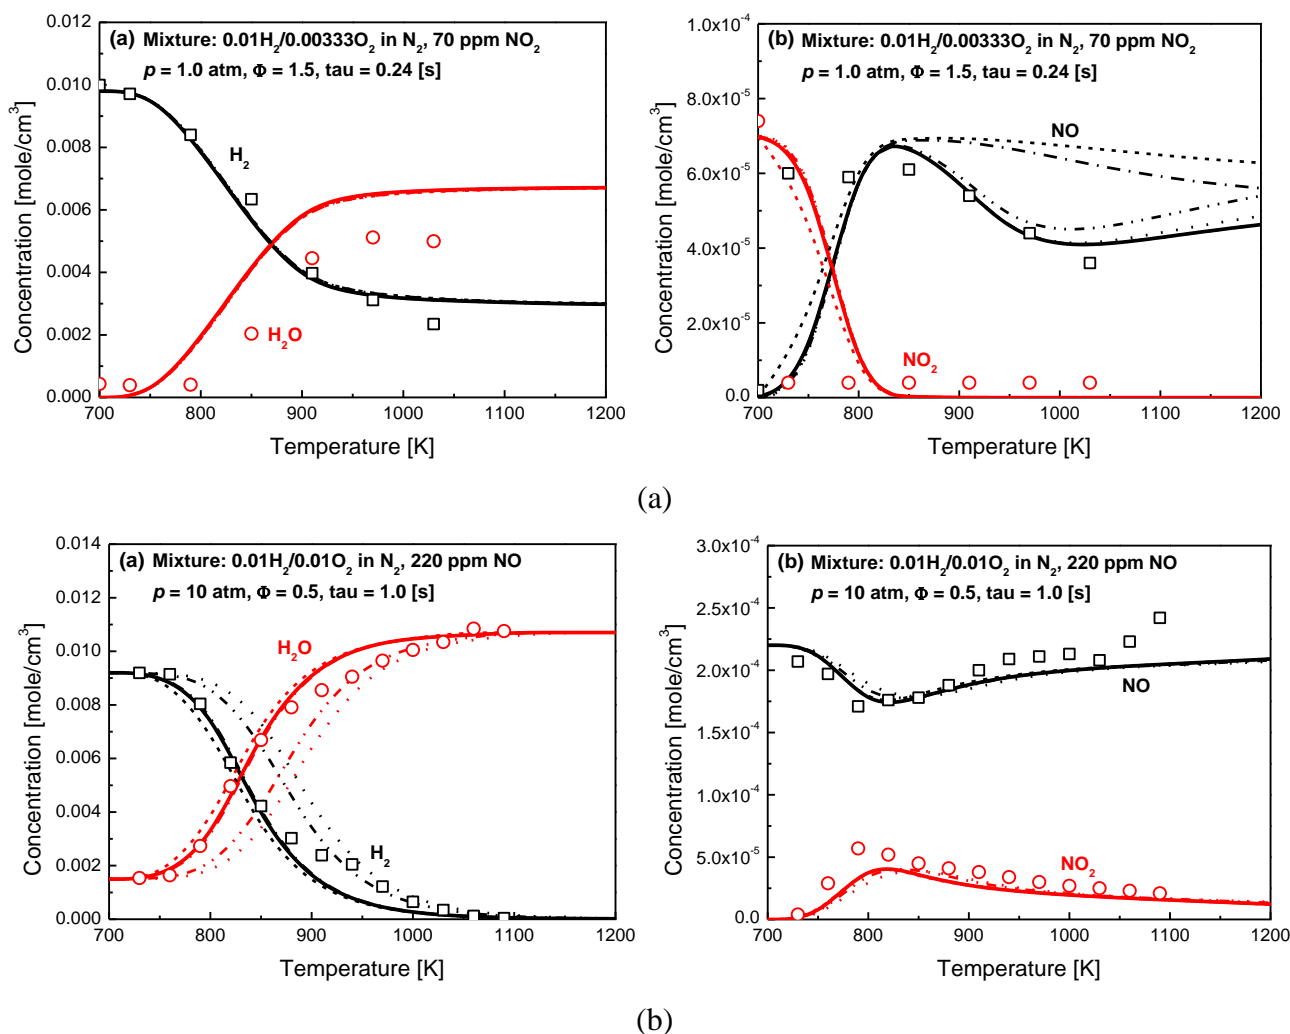 (a) Mixture: 0.01H₂/0.00333O₂ in N₂, 70 ppm NO₂
p = 1.0 atm, Φ = 1.5, tau = 0.24 [s]
Concentration [mole/cm³]
0.012
0.010
0.008
0.006
0.004
0.002
0.000
H₂
H₂O
700 800 900 1000 1100 1200
Temperature [K]
(b) Mixture: 0.01H₂/0.00333O₂ in N₂, 70 ppm NO₂
p = 1.0 atm, Φ = 1.5, tau = 0.24 [s]
Concentration [mole/cm³]
1.0x10⁻⁴
8.0x10⁻⁵
6.0x10⁻⁵
4.0x10⁻⁵
2.0x10⁻⁵
0.0
NO
NO₂
700 800 900 1000 1100 1200
Temperature [K]
(a)
(a) Mixture: 0.01H₂/0.01O₂ in N₂, 220 ppm NO
p = 10 atm, Φ = 0.5, tau = 1.0 [s]
Concentration [mole/cm³]
0.014
0.012
0.010
0.008
0.006
0.004
0.002
0.000
H₂O
H₂
700 800 900 1000 1100 1200
Temperature [K]
(b) Mixture: 0.01H₂/0.01O₂ in N₂, 220 ppm NO
p = 10 atm, Φ = 0.5, tau = 1.0 [s]
Concentration [mole/cm³]
3.0x10⁻⁴
2.5x10⁻⁴
2.0x10⁻⁴
1.5x10⁻⁴
1.0x10⁻⁴
5.0x10⁻⁵
0.0
NO
NO₂
700 800 900 1000 1100 1200
Temperature [K]
(b)